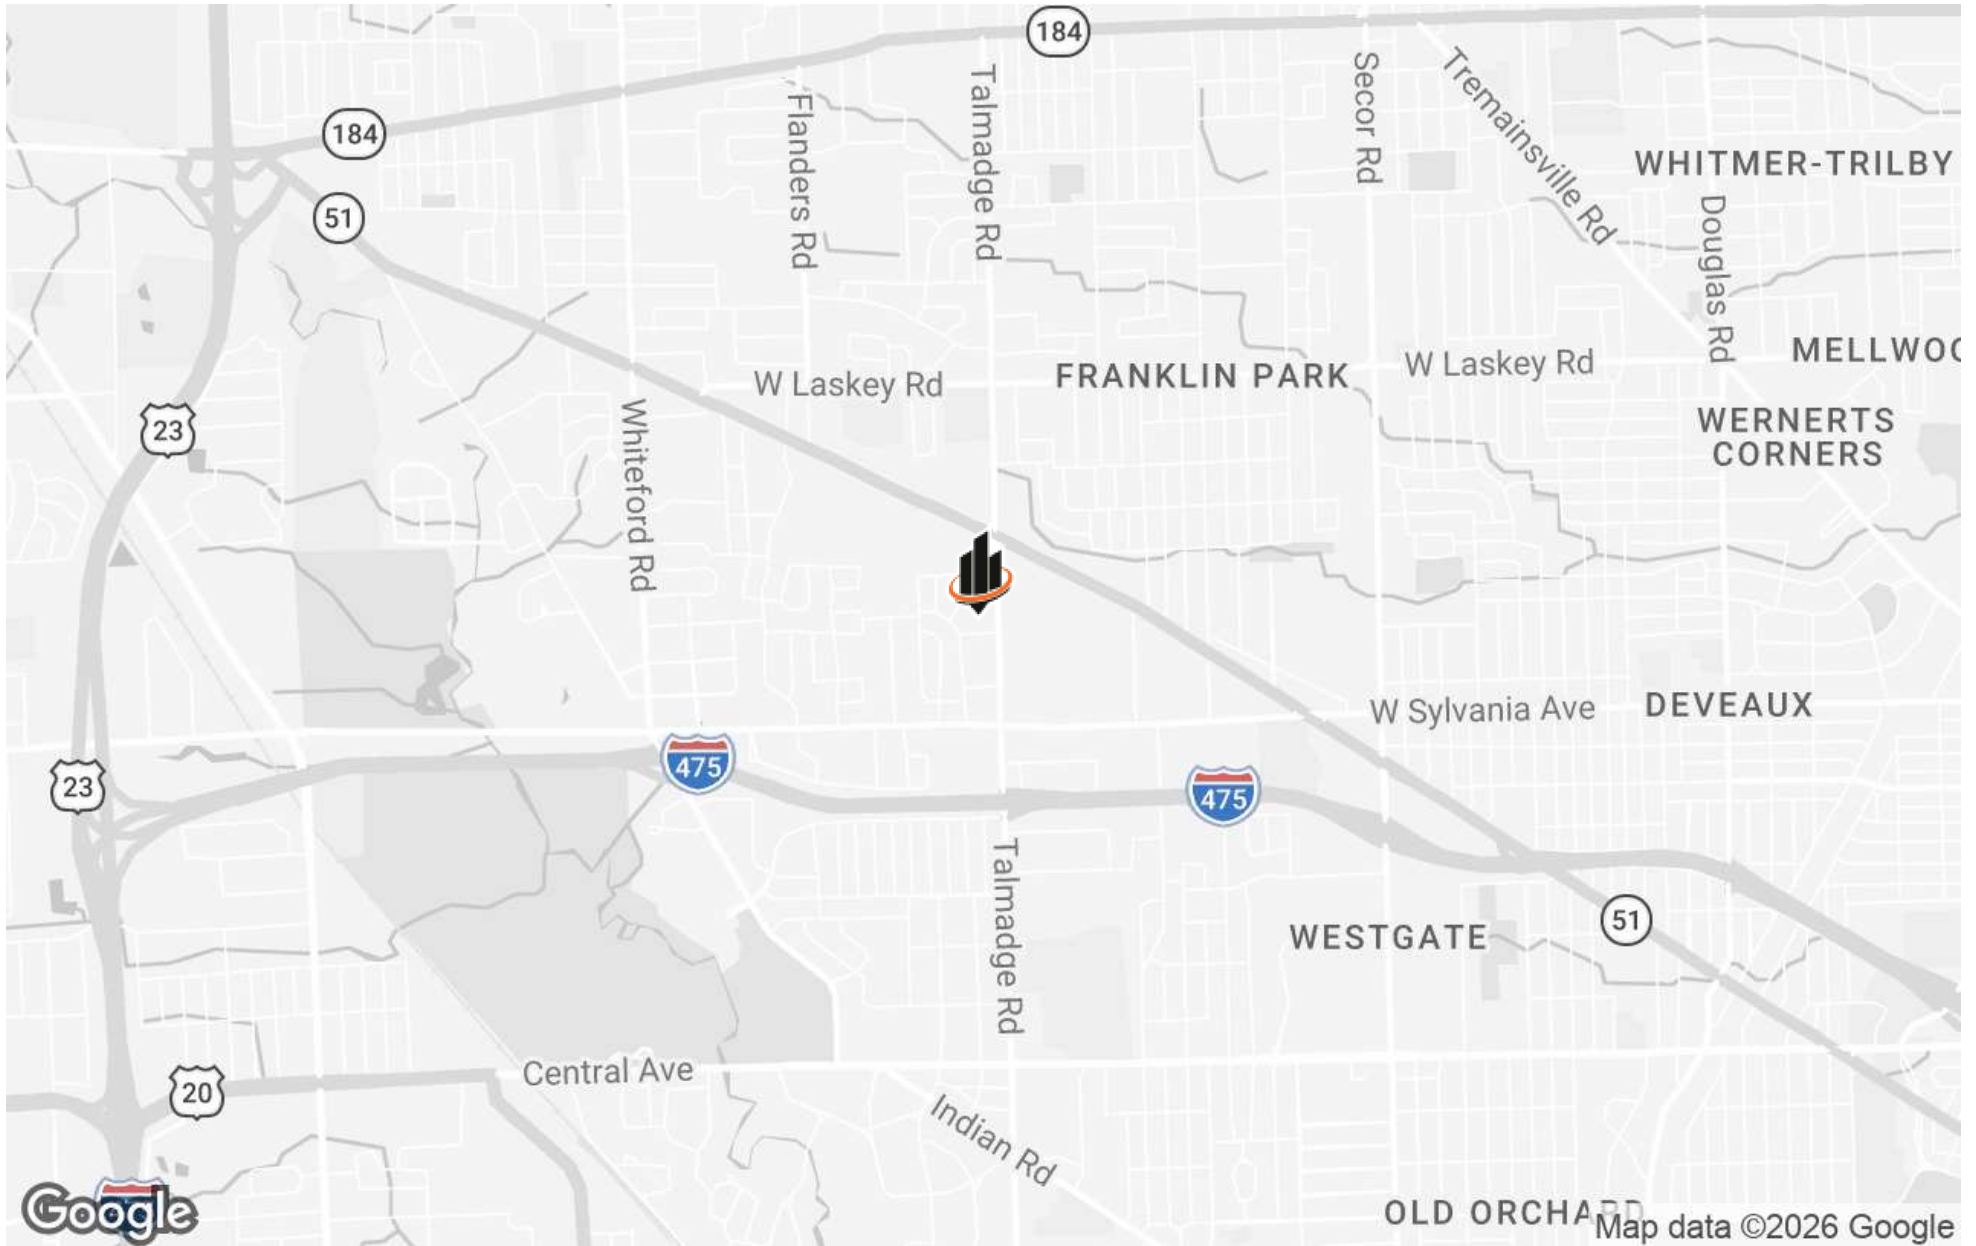 184
184
51
Flanders Rd
Talmadge Rd
Secor Rd
Tremainsville Rd
WHITMER-TRILBY
Douglas Rd
W Laskey Rd
FRANKLIN PARK
W Laskey Rd
MELLWOO
WERNERTS
CORNERS
23
Whiteford Rd
W Sylvania Ave
DEVEAUX
475
23
475
Talmadge Rd
WESTGATE
51
Central Ave
20
Indian Rd
OLD ORCHARD
Google
Map data ©2026 Google